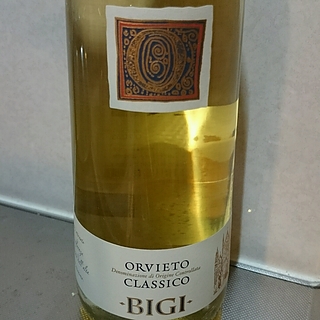 O
ORVIETO
Denominazione di Origine Controllata
CLASSICO
-BIGI-